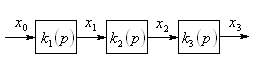 x₀ k₁(p) x₁ k₂(p) x₂ k₃(p) x₃